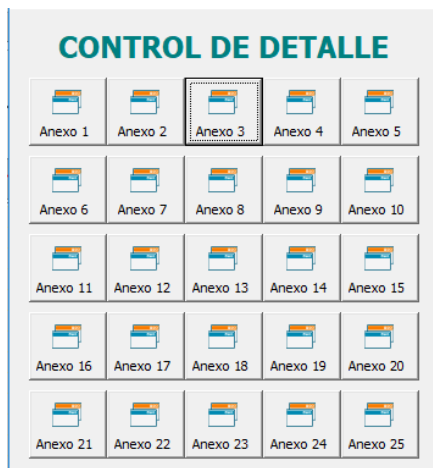 CONTROL DE DETALLE
Anexo 1 Anexo 2 Anexo 3 Anexo 4 Anexo 5
Anexo 6 Anexo 7 Anexo 8 Anexo 9 Anexo 10
Anexo 11 Anexo 12 Anexo 13 Anexo 14 Anexo 15
Anexo 16 Anexo 17 Anexo 18 Anexo 19 Anexo 20
Anexo 21 Anexo 22 Anexo 23 Anexo 24 Anexo 25